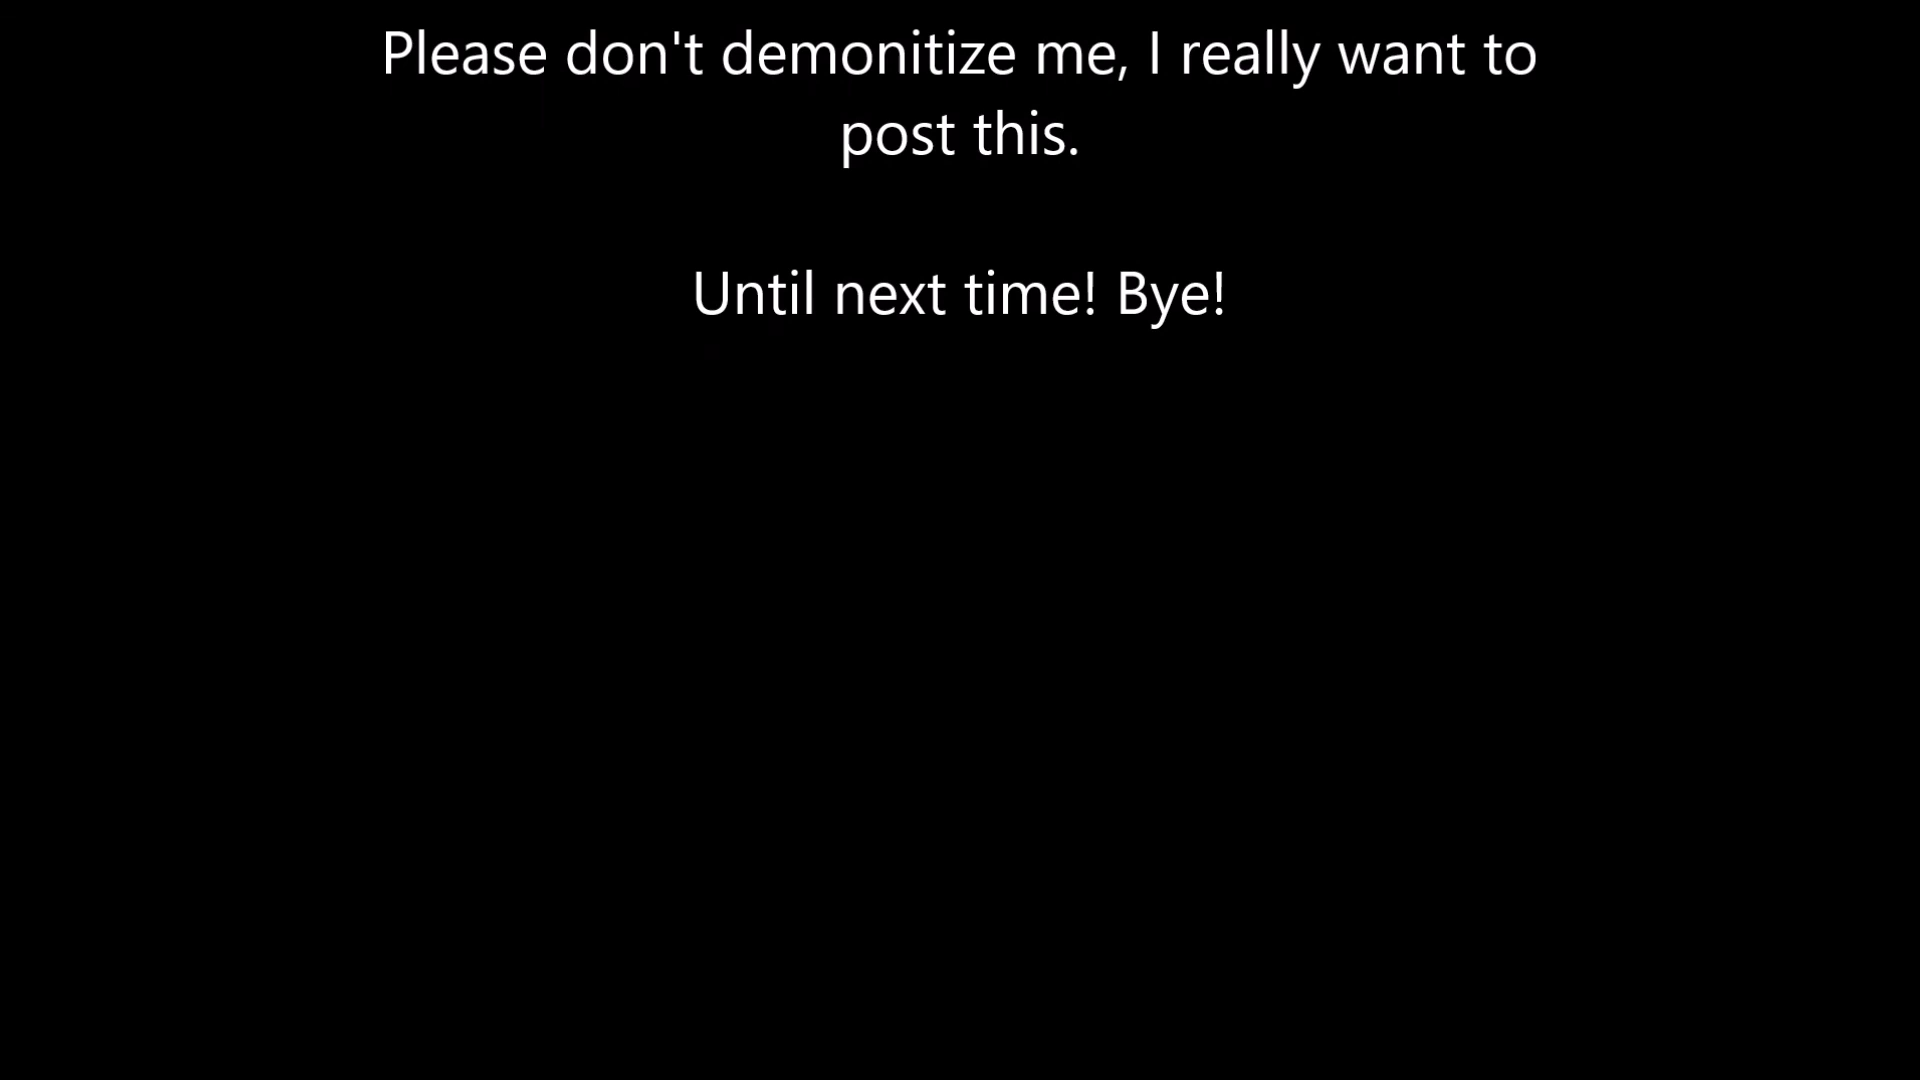 Please don't demonitize me, I really want to
post this.
Until next time! Bye!